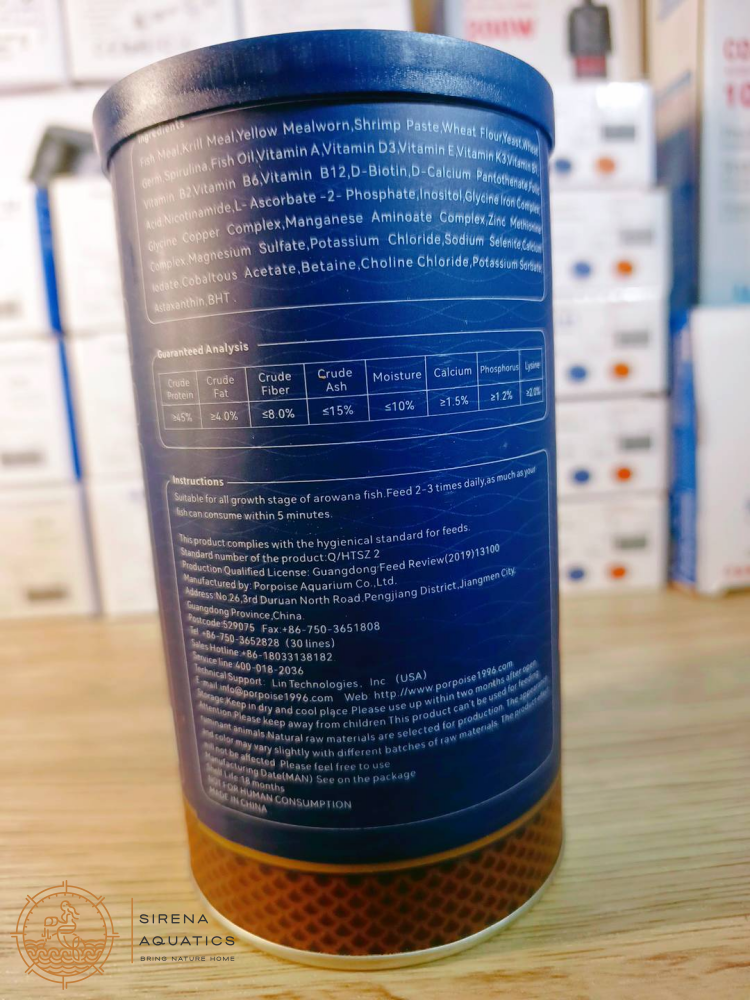 Ingredients
Fish Meal,Krill Meal,Yellow Mealworm,Shrimp Paste,Wheat Flour,Yeast,Wheat
Germ,Spirulina,Fish Oil,Vitamin A,Vitamin D3,Vitamin E,Vitamin K3,Vitamin B1,
Vitamin B2,Vitamin B6,Vitamin B12,D-Biotin,D-Calcium Pantothenate,Folic
Acid,Nicotinamide,L- Ascorbate -2- Phosphate,Inositol,Glycine Iron Complex,
Glycine Copper Complex,Manganese Aminoate Complex,Zinc Methionine
Complex,Magnesium Sulfate,Potassium Chloride,Sodium Selenite,Calcium
Iodate,Cobaltous Acetate,Betaine,Choline Chloride,Potassium Sorbate,
Astavanthin,BHT .
Guaranteed Analysis
Crude Protein Crude Fat Crude Fiber Crude Ash Moisture Calcium Phosphorus Lysine
≥45% ≥4.0% ≤8.0% ≤15% ≤10% ≥1.5% ≥1.2% ≥2.0%
Instructions
Suitable for all growth stage of arowana fish.Feed 2-3 times daily,as much as your
fish can consume within 5 minutes.
This product complies with the hygienical standard for feeds.
Standard number of the product:Q/HTSZ 2
Production Qualified License: Guangdong Feed Review(2019)13100
Manufactured by: Porpoise Aquarium Co.,Ltd.
Address:No.26,3rd Duruan North Road,Pengjiang District,Jiangmen City,
Guangdong Province,China.
Postcode:529075 Fax:+86-750-3651808
Tel:+86-750-3652828 (30 lines)
Sales Hotline:+86-18033138182
Service line:400-018-2036
Technical Support: Lin Technologies, Inc (USA)
E-mail:info@porpoise1996.com Web: http://www.porpoise1996.com
Storage:Keep in dry and cool place Please use up within two months after open.
Attention:Please keep away from children This product can't be used for feeding
ruminant animals Natural raw materials are selected for production. The appearance
and color may vary slightly with different batches of raw materials. The product
will not be affected. Please feel free to use
Manufacturing Date(MAN) See on the package
Shelf Life:18 months
NOT FOR HUMAN CONSUMPTION
MADE IN CHINA
SIRENA
AQUATICS
BRING NATURE HOME